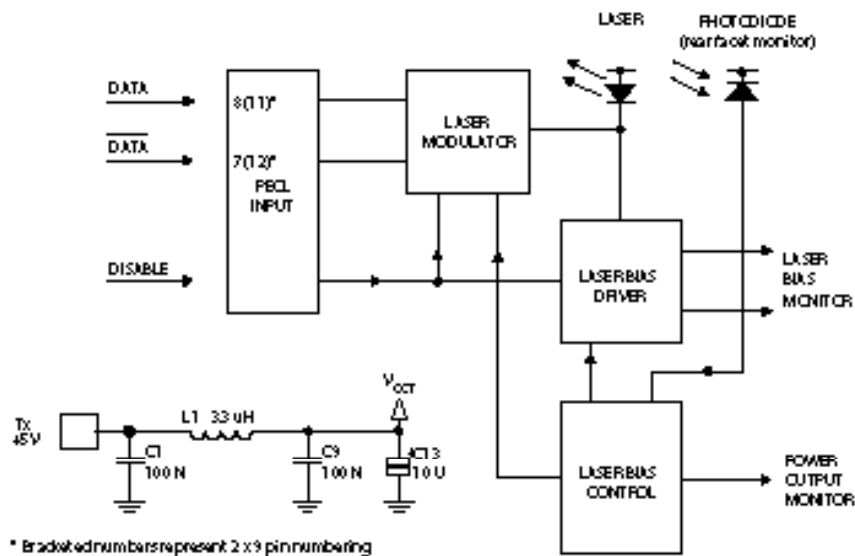 LASER
PHOTODIODE
(rear facet monitor)
DATA
8(11)*
LASER
MODULATOR
DATA
7(12)*
PECL
INPUT
DISABLE
LASER BIAS
DRIVER
LASER
BIAS
MONITOR
VCCT
Tx
+5V
L1 33 uH
C1
100 N
C9
100 N
C13
10 U
LASER BIAS
CONTROL
POWER
OUTPUT
MONITOR
* Bracketed numbers represent 2 x 9 pin numbering